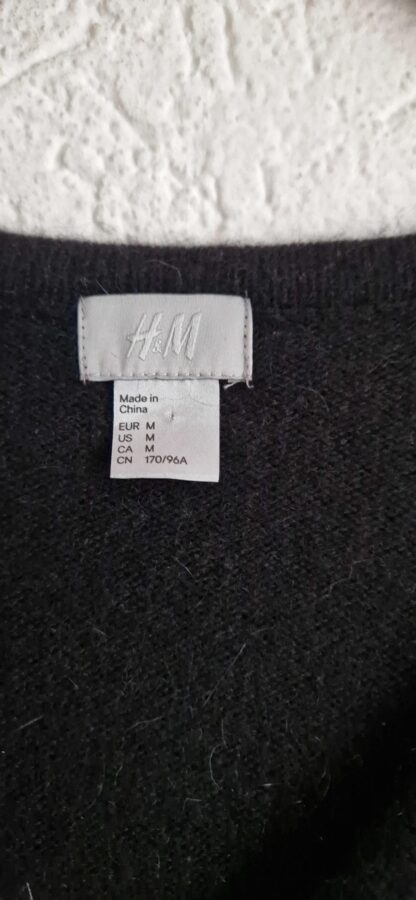 H&M
Made in
China
EUR M
US M
CA M
CN 170/96A